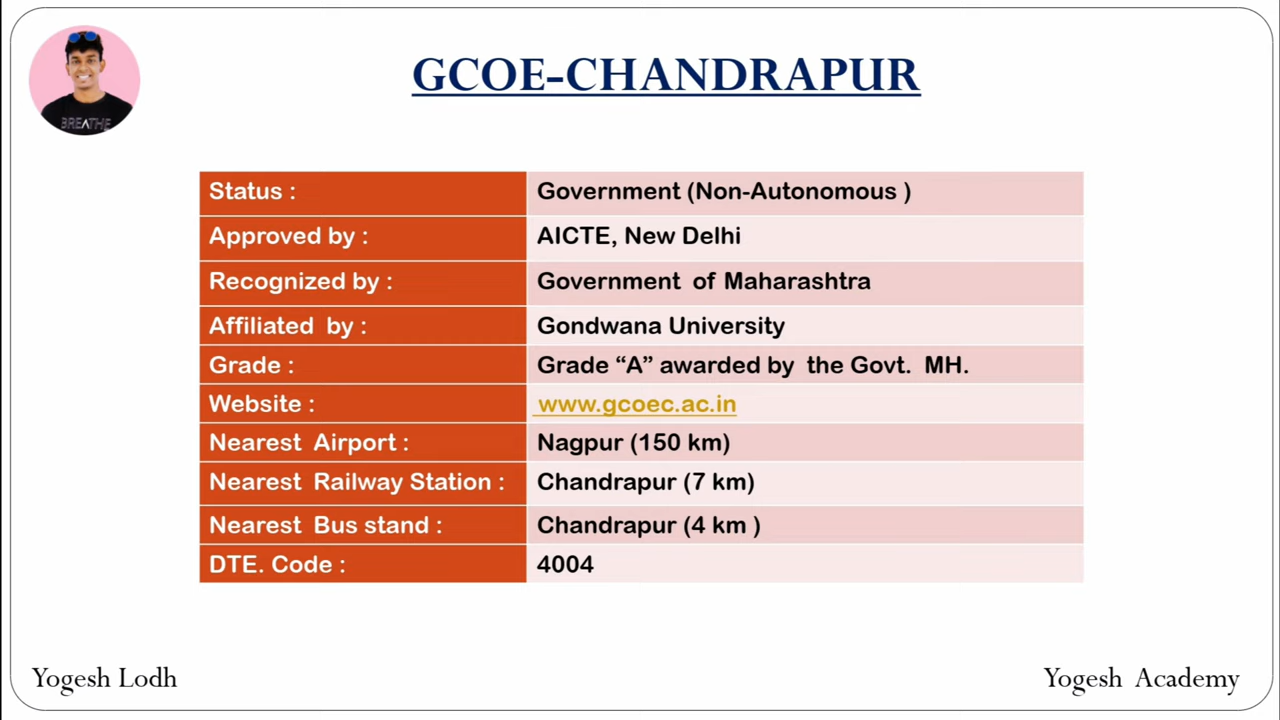 GCOE-CHANDRAPUR
BREATHE
Status : Government (Non-Autonomous )
Approved by : AICTE, New Delhi
Recognized by : Government of Maharashtra
Affiliated by : Gondwana University
Grade : Grade “A” awarded by the Govt. MH.
Website : www.gcoec.ac.in
Nearest Airport : Nagpur (150 km)
Nearest Railway Station : Chandrapur (7 km)
Nearest Bus stand : Chandrapur (4 km )
DTE. Code : 4004
Yogesh Lodh
Yogesh Academy